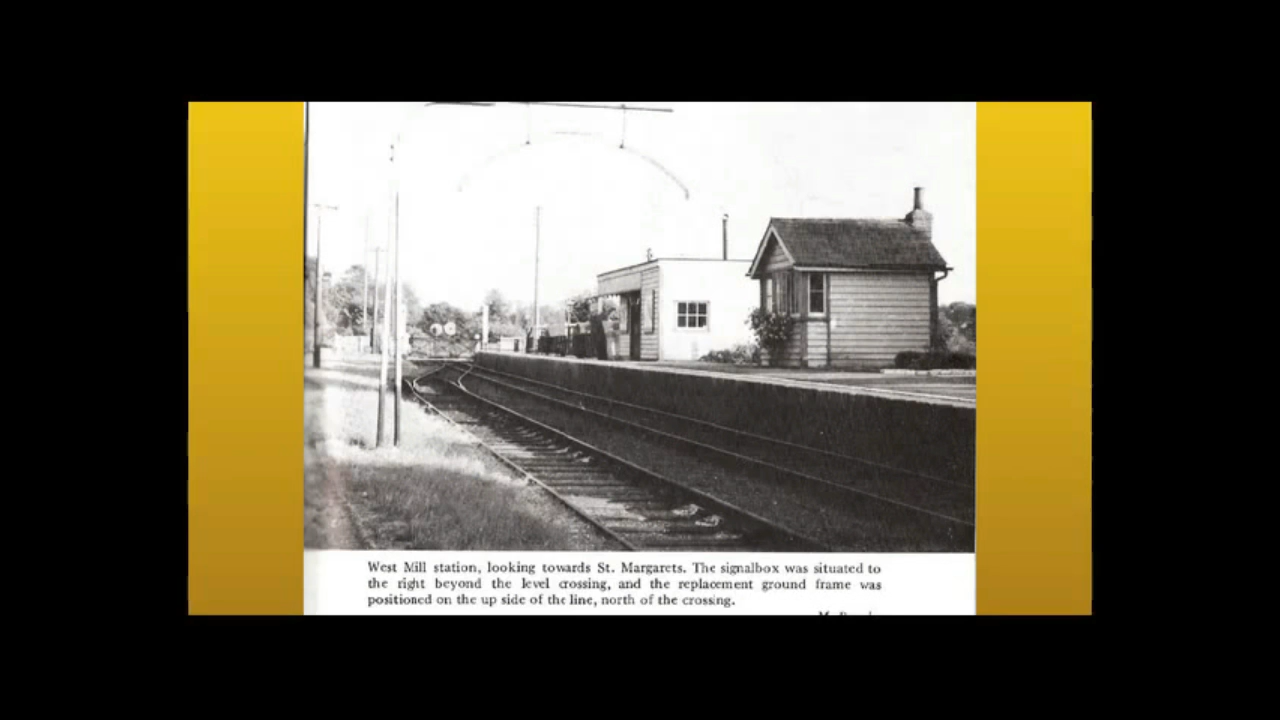 West Mill station, looking towards St. Margarets. The signalbox was situated to
the right beyond the level crossing, and the replacement ground frame was
positioned on the up side of the line, north of the crossing.